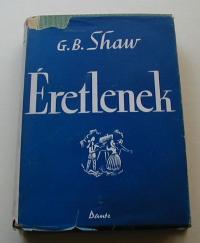 G.B. Shaw
Éretlenek
Dante